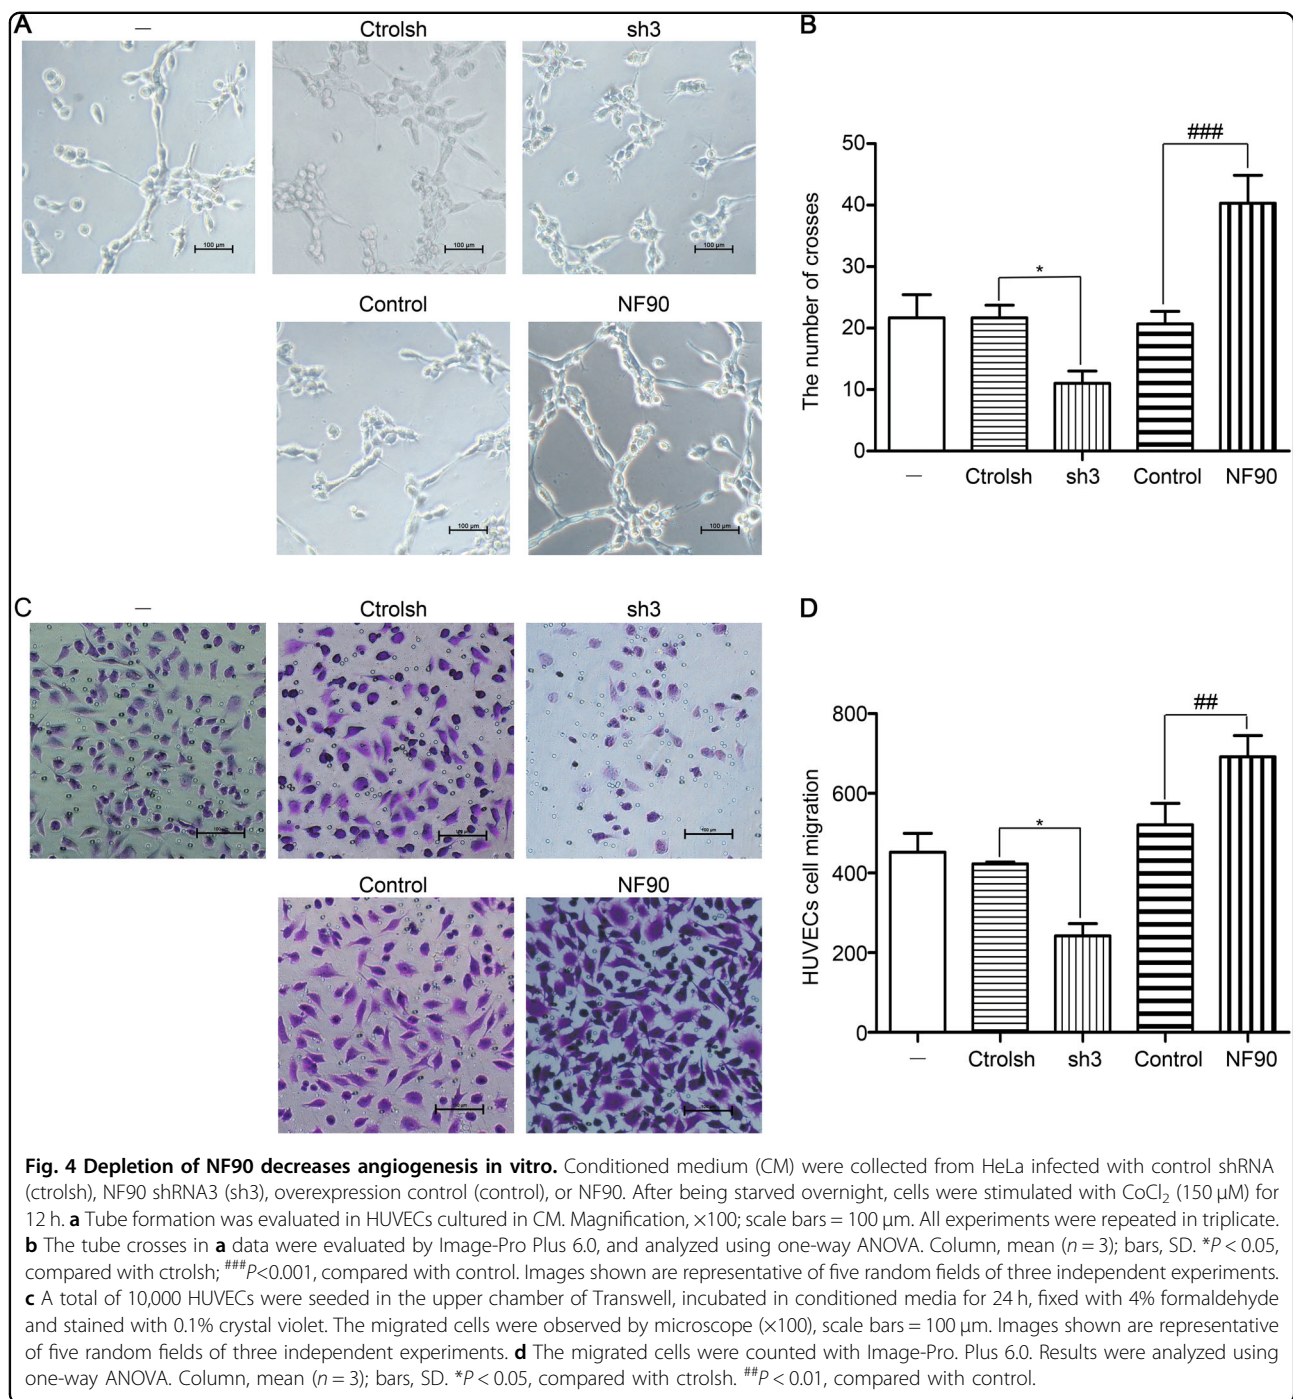 A
—
Ctrolsh
sh3
100 µm
100 µm
100 µm
Control
NF90
100 µm
100 µm
B
The number of crosses
50
40
30
20
10
0
*
###
—
Ctrolsh
sh3
Control
NF90
C
—
Ctrolsh
sh3
100 µm
Control
NF90
D
HUVECs cell migration
800
600
400
200
0
*
##
—
Ctrolsh
sh3
Control
NF90
Fig. 4 Depletion of NF90 decreases angiogenesis in vitro. Conditioned medium (CM) were collected from HeLa infected with control shRNA
(ctrolsh), NF90 shRNA3 (sh3), overexpression control (control), or NF90. After being starved overnight, cells were stimulated with CoCl₂ (150 µM) for
12 h. a Tube formation was evaluated in HUVECs cultured in CM. Magnification, ×100; scale bars = 100 µm. All experiments were repeated in triplicate.
b The tube crosses in a data were evaluated by Image-Pro Plus 6.0, and analyzed using one-way ANOVA. Column, mean (n = 3); bars, SD. *P < 0.05,
compared with ctrolsh; ###P<0.001, compared with control. Images shown are representative of five random fields of three independent experiments.
c A total of 10,000 HUVECs were seeded in the upper chamber of Transwell, incubated in conditioned media for 24 h, fixed with 4% formaldehyde
and stained with 0.1% crystal violet. The migrated cells were observed by microscope (×100), scale bars = 100 µm. Images shown are representative
of five random fields of three independent experiments. d The migrated cells were counted with Image-Pro. Plus 6.0. Results were analyzed using
one-way ANOVA. Column, mean (n = 3); bars, SD. *P < 0.05, compared with ctrolsh. ##P < 0.01, compared with control.